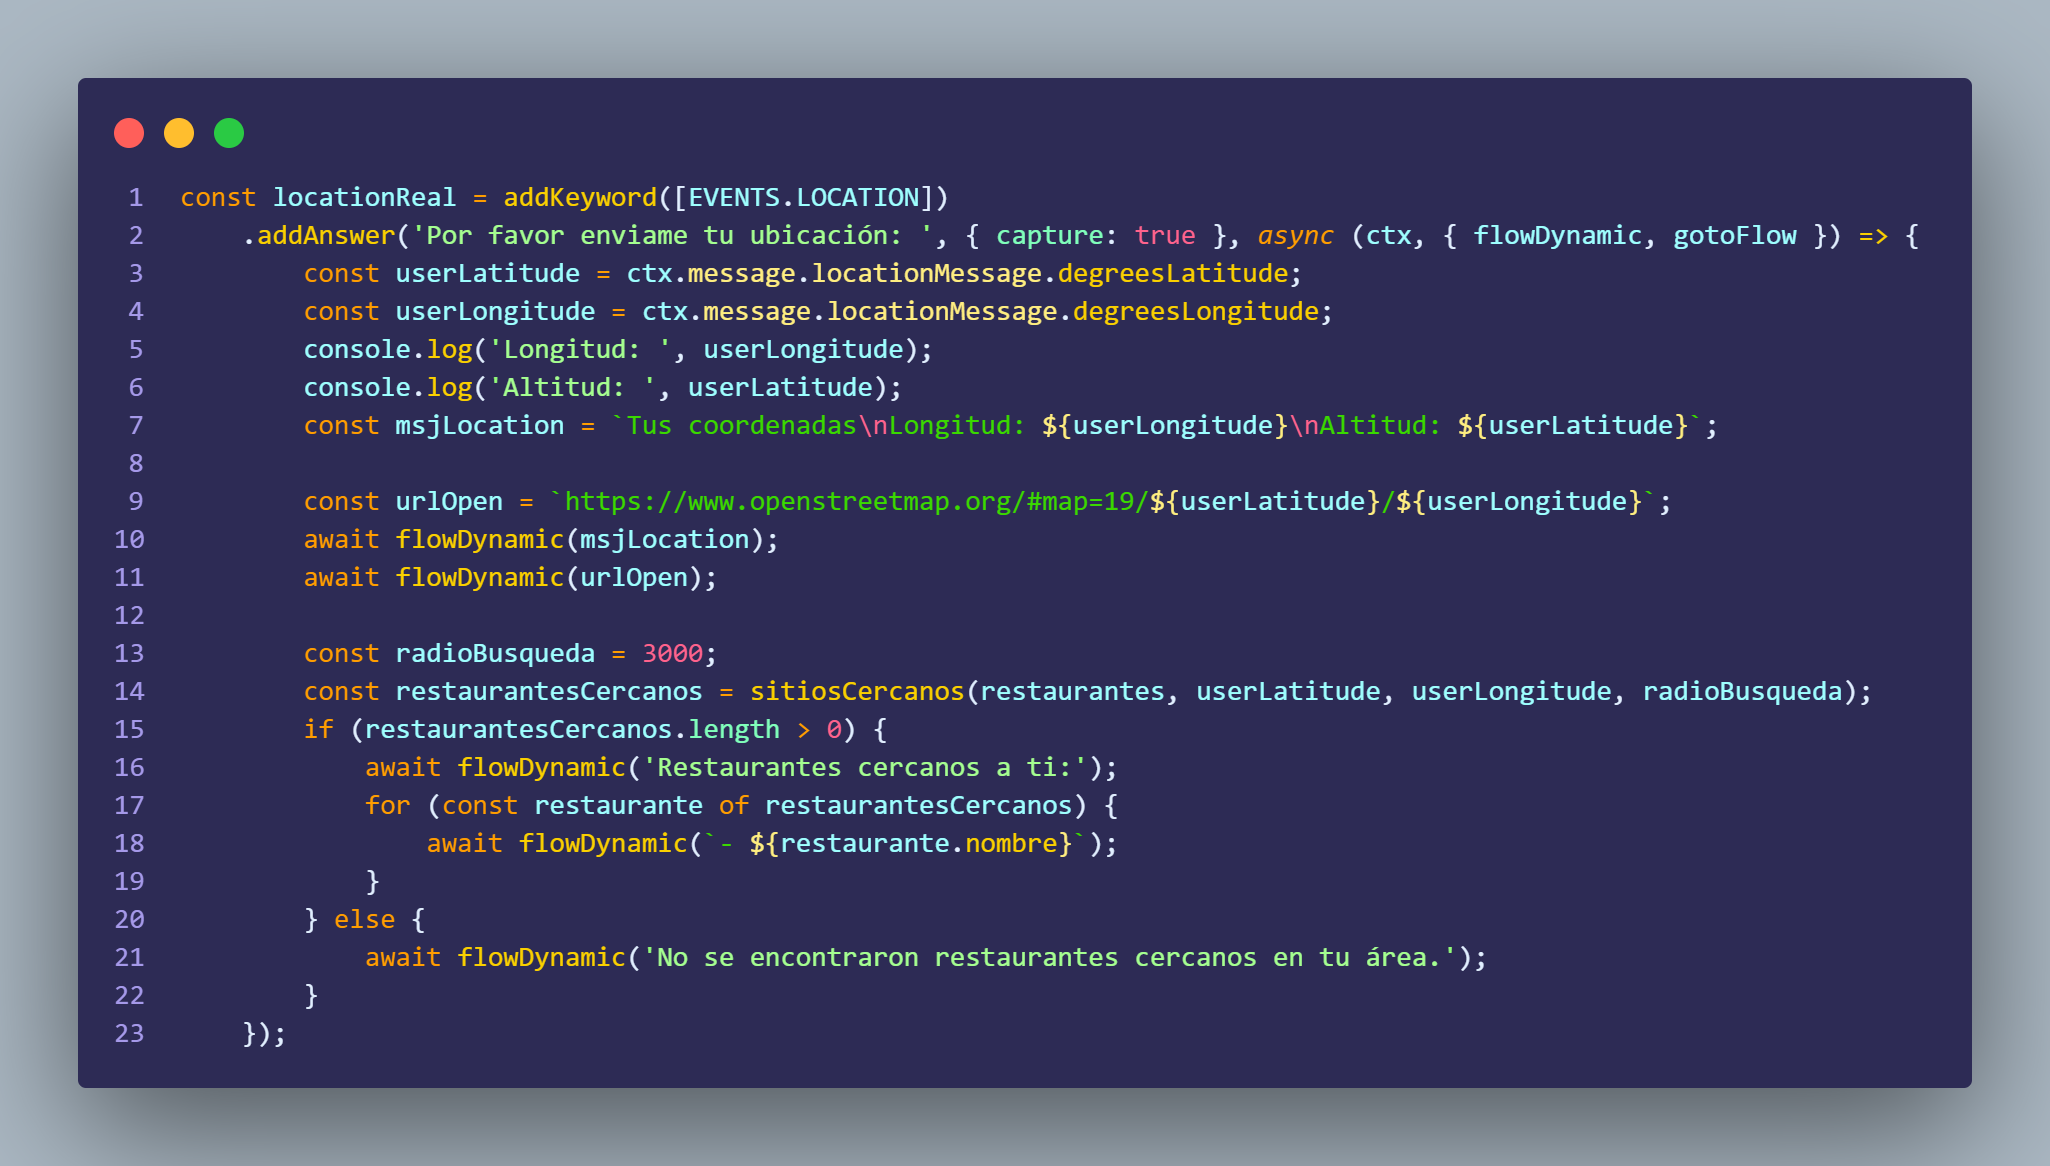 1 const locationReal = addKeyword([EVENTS.LOCATION])
2 .addAnswer('Por favor enviame tu ubicación: ', { capture: true }, async (ctx, { flowDynamic, gotoFlow }) => {
3 const userLatitude = ctx.message.locationMessage.degreesLatitude;
4 const userLongitude = ctx.message.locationMessage.degreesLongitude;
5 console.log('Longitud: ', userLongitude);
6 console.log('Altitud: ', userLatitude);
7 const msjLocation = `Tus coordenadas\nLongitud: ${userLongitude}\nAltitud: ${userLatitude}`;
8
9 const urlOpen = `https://www.openstreetmap.org/#map=19/${userLatitude}/${userLongitude}`;
10 await flowDynamic(msjLocation);
11 await flowDynamic(urlOpen);
12
13 const radioBusqueda = 3000;
14 const restaurantesCercanos = sitiosCercanos(restaurantes, userLatitude, userLongitude, radioBusqueda);
15 if (restaurantesCercanos.length > 0) {
16 await flowDynamic('Restaurantes cercanos a ti:');
17 for (const restaurante of restaurantesCercanos) {
18 await flowDynamic(`- ${restaurante.nombre}`);
19 }
20 } else {
21 await flowDynamic('No se encontraron restaurantes cercanos en tu área.');
22 }
23 });